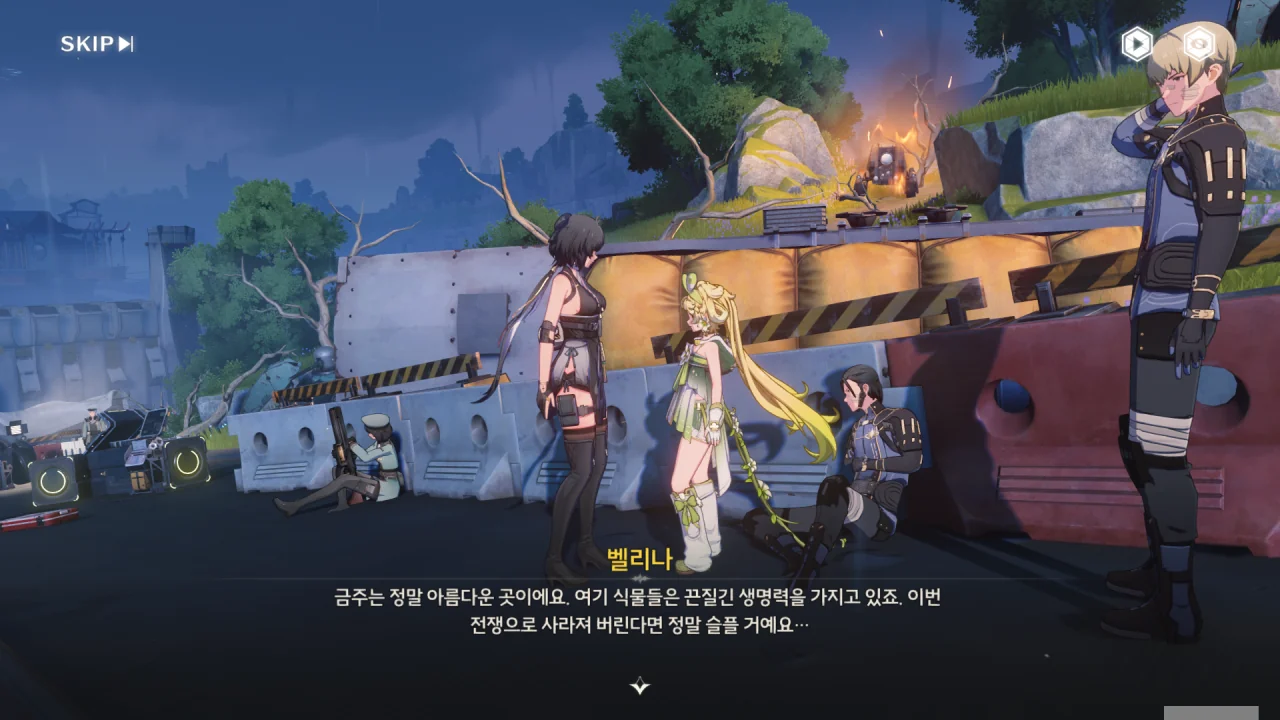 SKIP
벨리나
금주는 정말 아름다운 곳이에요. 여기 식물들은 끈질긴 생명력을 가지고 있죠. 이번
전쟁으로 사라져 버린다면 정말 슬플 거예요…